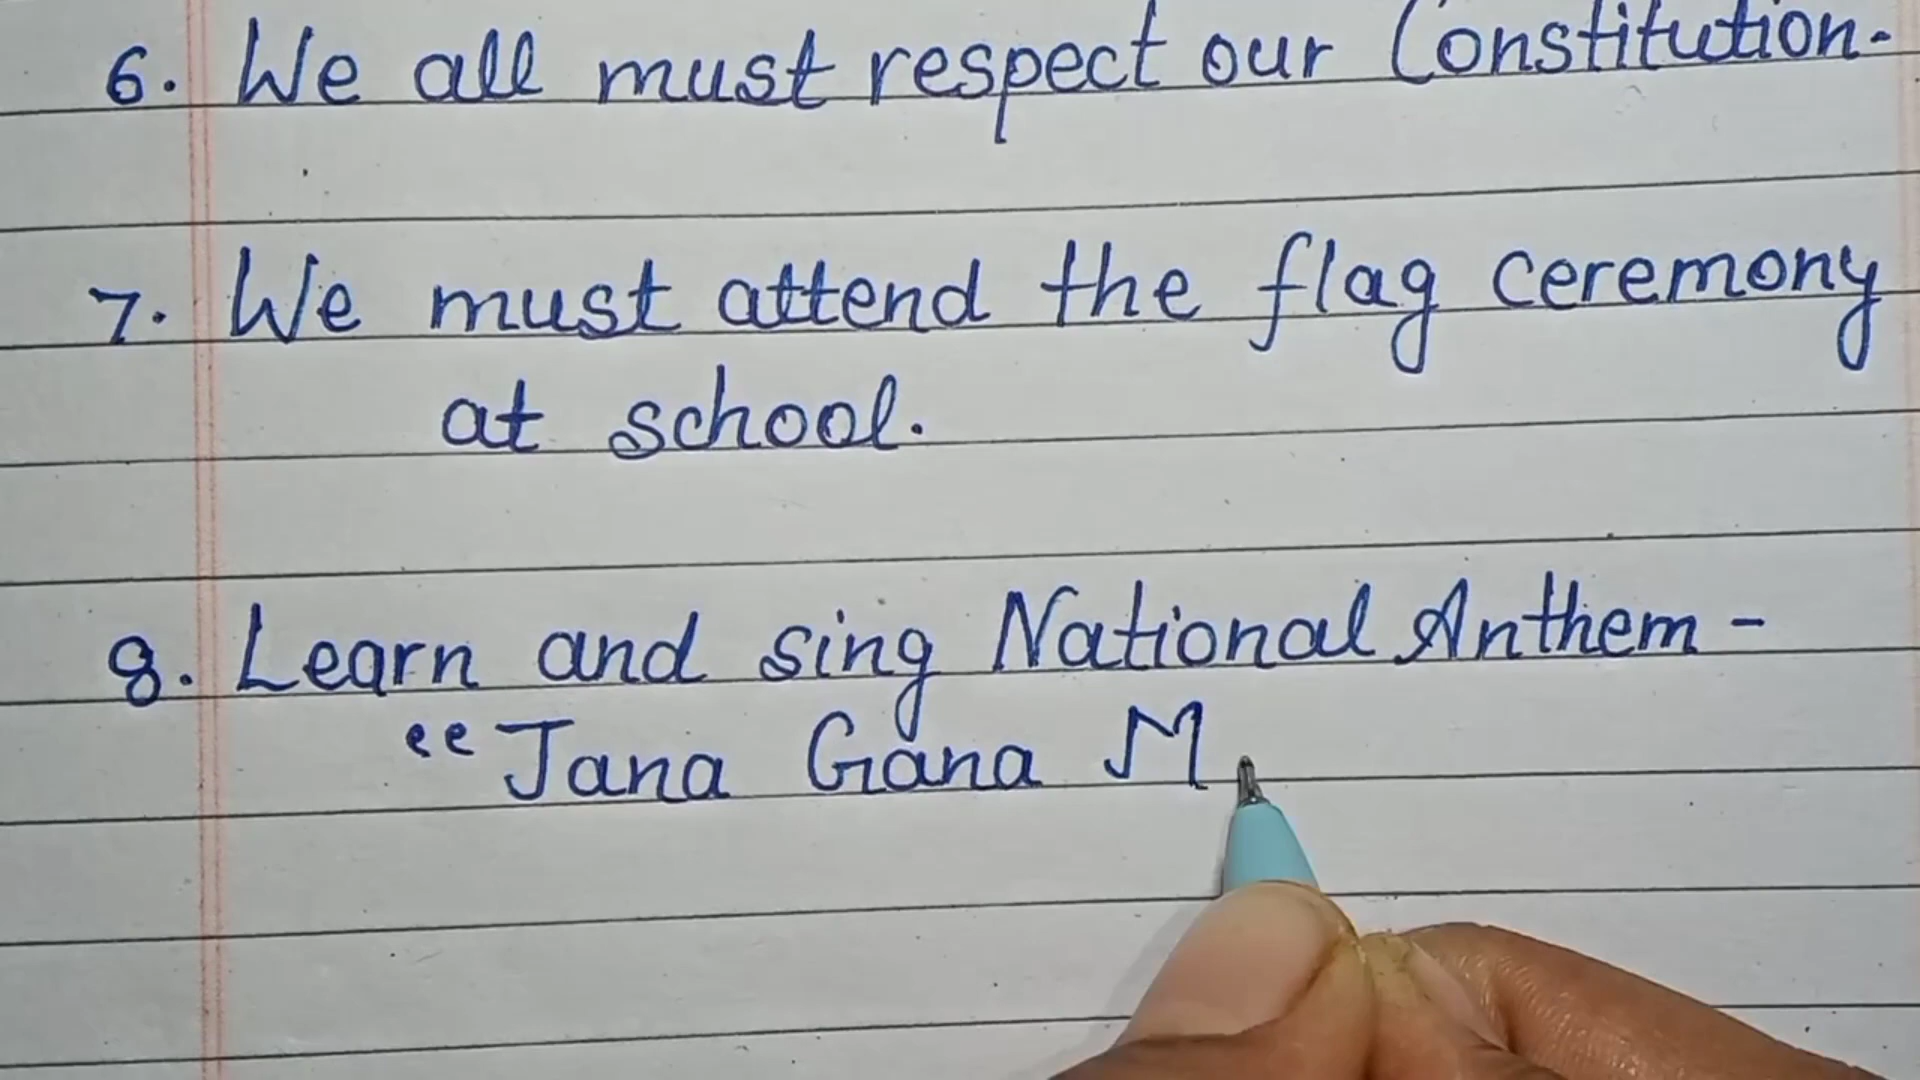 6. We all must respect our Constitution.
7. We must attend the flag ceremony
at school.
8. Learn and sing National Anthem -
“Jana Gana M